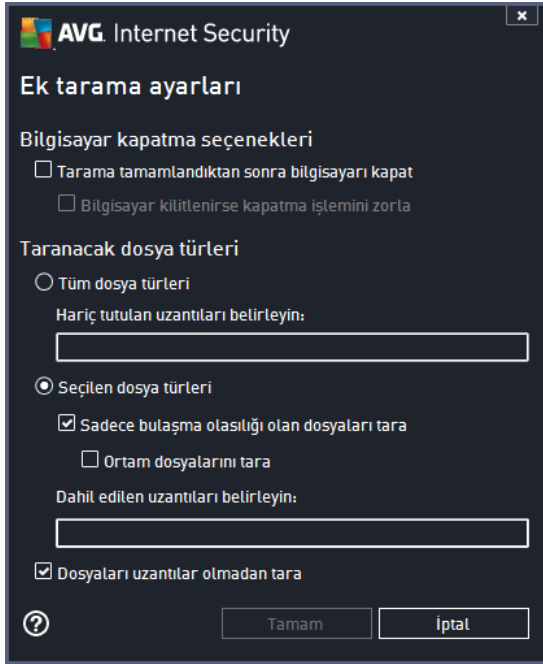 AVG. Internet Security
Ek tarama ayarları
Bilgisayar kapatma seçenekleri
Tarama tamamlandıktan sonra bilgisayarı kapat
Bilgisayar kilitlenirse kapatma işlemini zorla
Taranacak dosya türleri
Tüm dosya türleri
Hariç tutulan uzantıları belirleyin:
Seçilen dosya türleri
Sadece bulaşma olasılığı olan dosyaları tara
Ortam dosyalarını tara
Dahil edilen uzantıları belirleyin:
Dosyaları uzantılar olmadan tara
Tamam
İptal